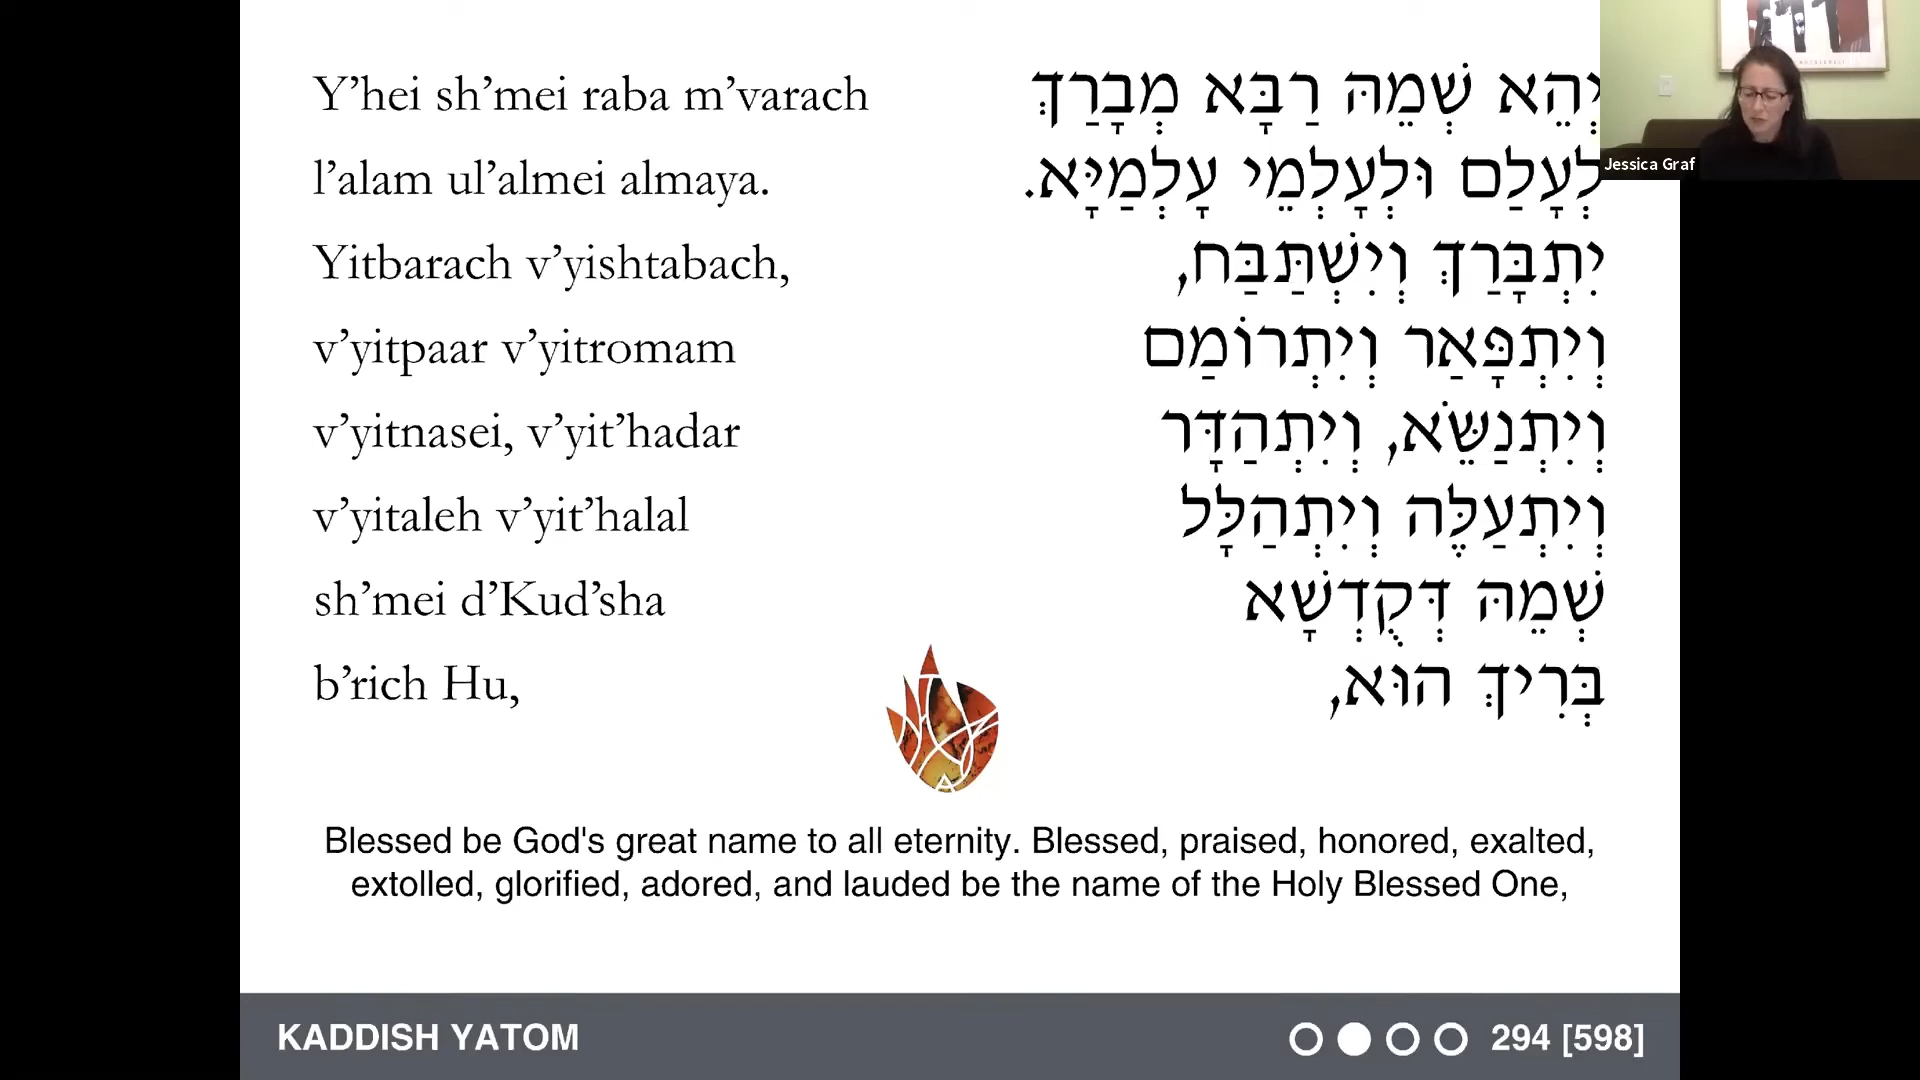 Y’hei sh’mei raba m’varach
l’alam ul’almei almaya.
Yitbarach v’yishtabach,
v’yitpaar v’yitromam
v’yitnasei, v’yit’hadar
v’yitaleh v’yit’halal
sh’mei d’Kud’sha
b’rich Hu,
יְהֵא שְׁמֵהּ רַבָּא מְבָרַךְ
לְעָלַם וּלְעָלְמֵי עָלְמַיָּא.
יִתְבָּרַךְ וְיִשְׁתַּבַּח,
וְיִתְפָּאַר וְיִתְרוֹמַם
וְיִתְנַשֵּׂא, וְיִתְהַדָּר
וְיִתְעַלֶּה וְיִתְהַלָּל
שְׁמֵהּ דְּקֻדְשָׁא
בְּרִיךְ הוּא,
Blessed be God's great name to all eternity. Blessed, praised, honored, exalted,
extolled, glorified, adored, and lauded be the name of the Holy Blessed One,
KADDISH YATOM
294 [598]
Jessica Graf